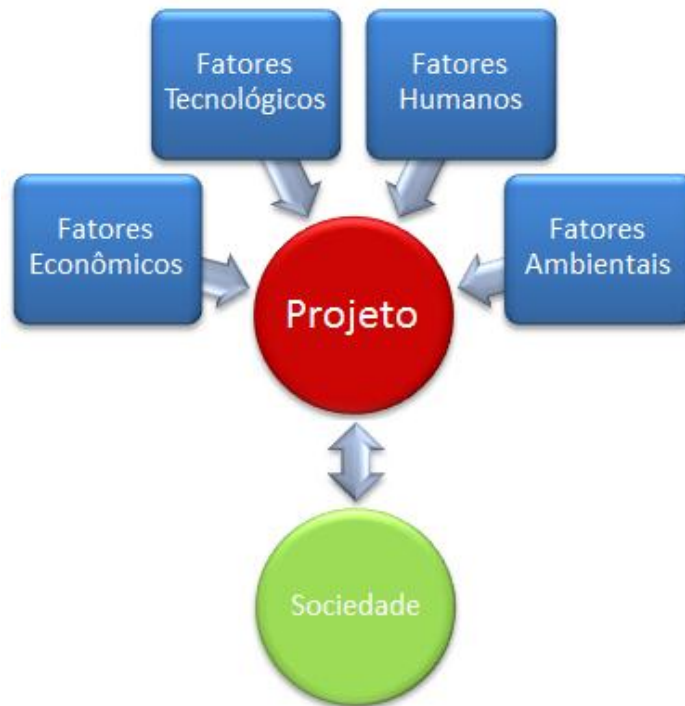 Fatores
Tecnológicos
Fatores
Humanos
Fatores
Econômicos
Fatores
Ambientais
Projeto
Sociedade